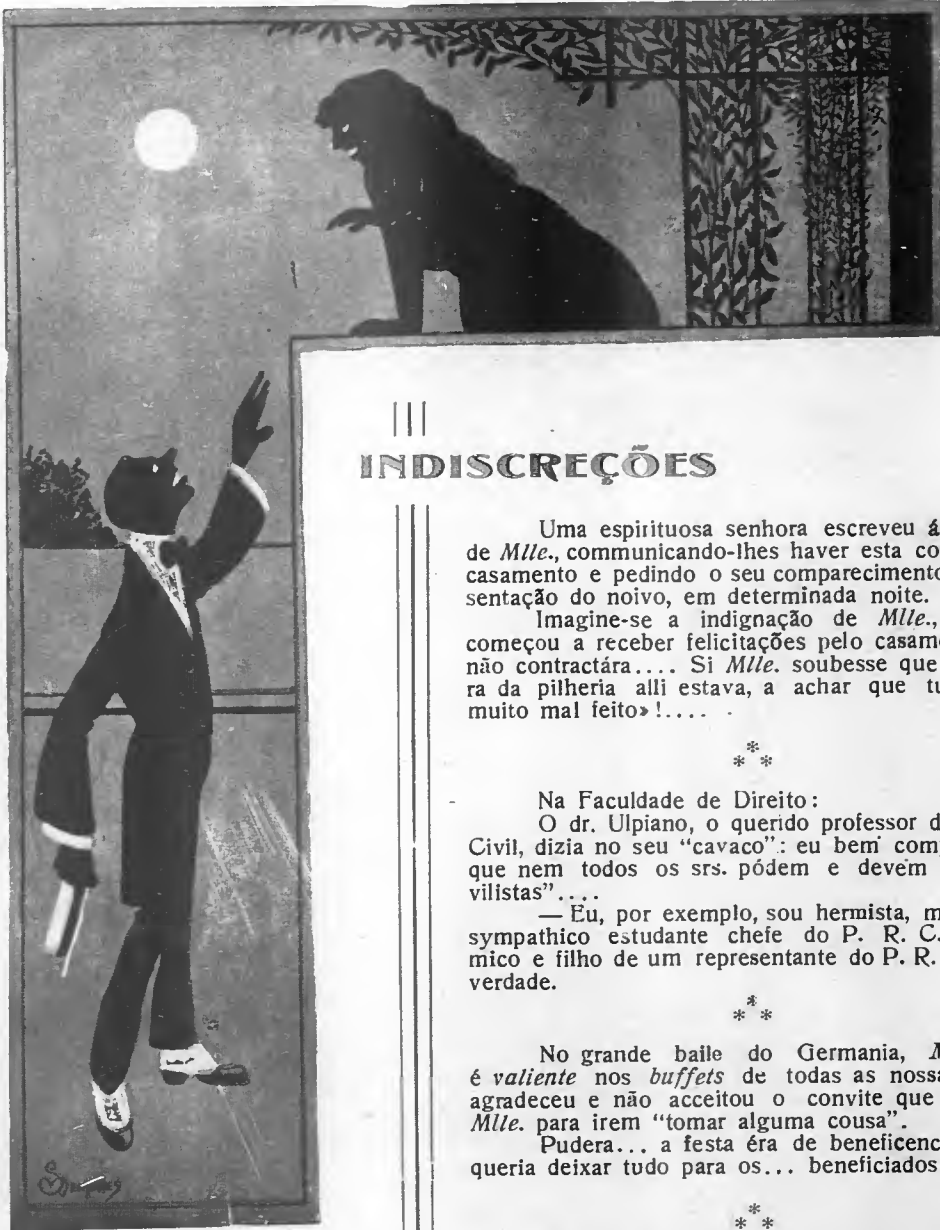 INDISCREÇÕES
Uma espirituosa senhora escreveu á
de Mlle., communicando-lhes haver esta co
casamento e pedindo o seu comparecimento
sentação do noivo, em determinada noite.
Imagine-se a indignação de Mlle.,
começou a receber felicitações pelo casam
não contractára.... Si Mlle. soubesse que
ra da pilheria alli estava, a achar que tu
muito mal feito» !....
* * *
Na Faculdade de Direito:
O dr. Ulpiano, o querido professor d
Civil, dizia no seu “cavaco”: eu bem com
que nem todos os srs. pódem e devem
vilistas”....
— Eu, por exemplo, sou hermista, m
sympathico estudante chefe do P. R. C.
mico e filho de um representante do P. R.
verdade.
* * *
No grande baile do Germania, M
é valiente nos buffets de todas as nossa
agradeceu e não acceitou o convite que
Mlle. para irem “tomar alguma cousa”.
Pudera... a festa éra de beneficenc
queria deixar tudo para os... beneficiados
* * *